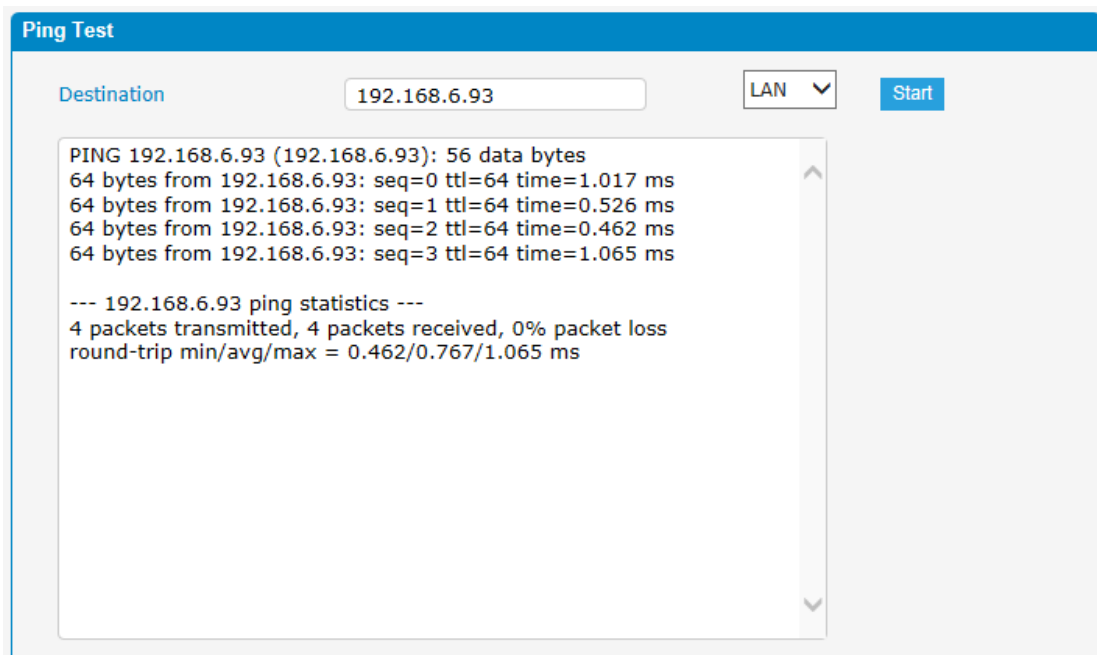 Ping Test
Destination 192.168.6.93 LAN Start
PING 192.168.6.93 (192.168.6.93): 56 data bytes
64 bytes from 192.168.6.93: seq=0 ttl=64 time=1.017 ms
64 bytes from 192.168.6.93: seq=1 ttl=64 time=0.526 ms
64 bytes from 192.168.6.93: seq=2 ttl=64 time=0.462 ms
64 bytes from 192.168.6.93: seq=3 ttl=64 time=1.065 ms
--- 192.168.6.93 ping statistics ---
4 packets transmitted, 4 packets received, 0% packet loss
round-trip min/avg/max = 0.462/0.767/1.065 ms